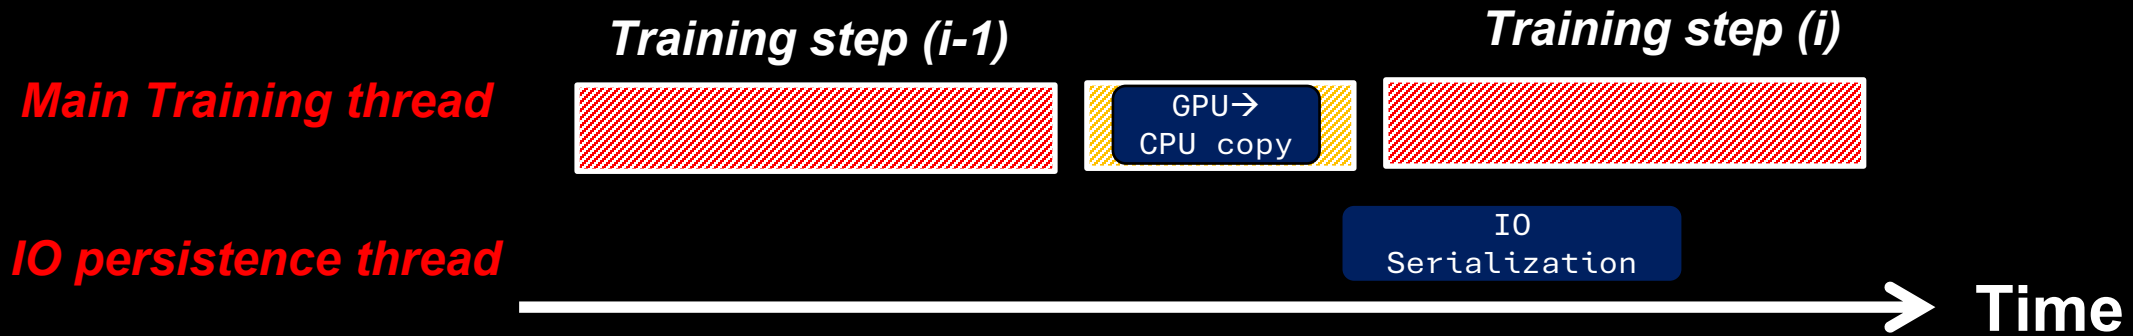 Training step (i-1)
Training step (i)
Main Training thread
GPU→
CPU copy
IO persistence thread
IO
Serialization
Time